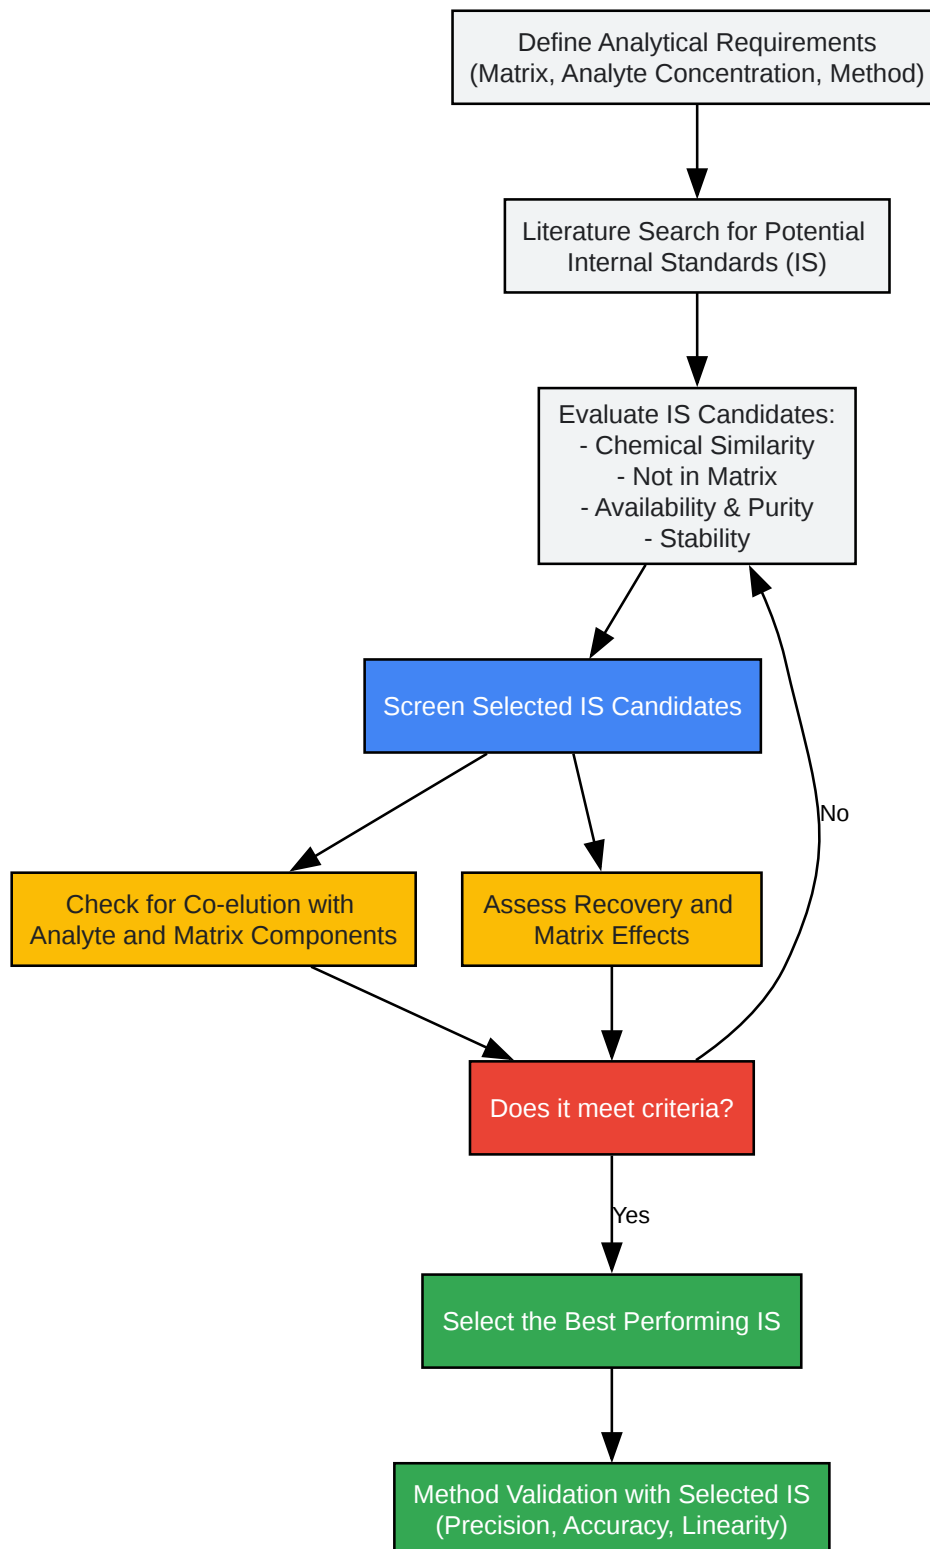 Define Analytical Requirements
(Matrix, Analyte Concentration, Method)
Literature Search for Potential
Internal Standards (IS)
Evaluate IS Candidates:
- Chemical Similarity
- Not in Matrix
- Availability & Purity
- Stability
Screen Selected IS Candidates
No
Check for Co-elution with
Analyte and Matrix Components
Assess Recovery and
Matrix Effects
Does it meet criteria?
Yes
Select the Best Performing IS
Method Validation with Selected IS
(Precision, Accuracy, Linearity)